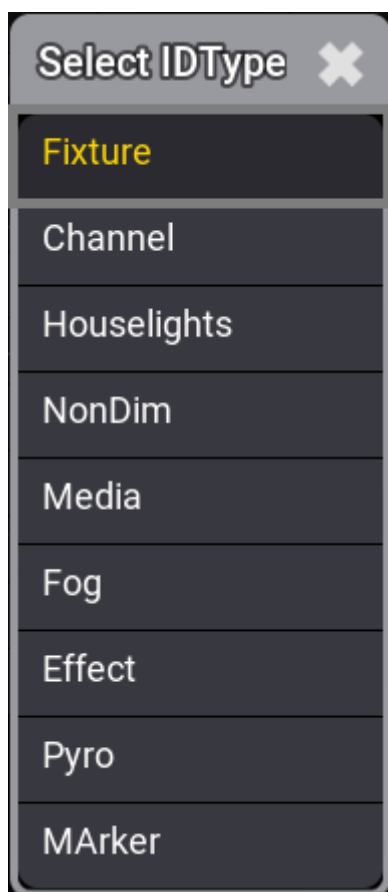 Select IDType
Fixture
Channel
Houselights
NonDim
Media
Fog
Effect
Pyro
MArker